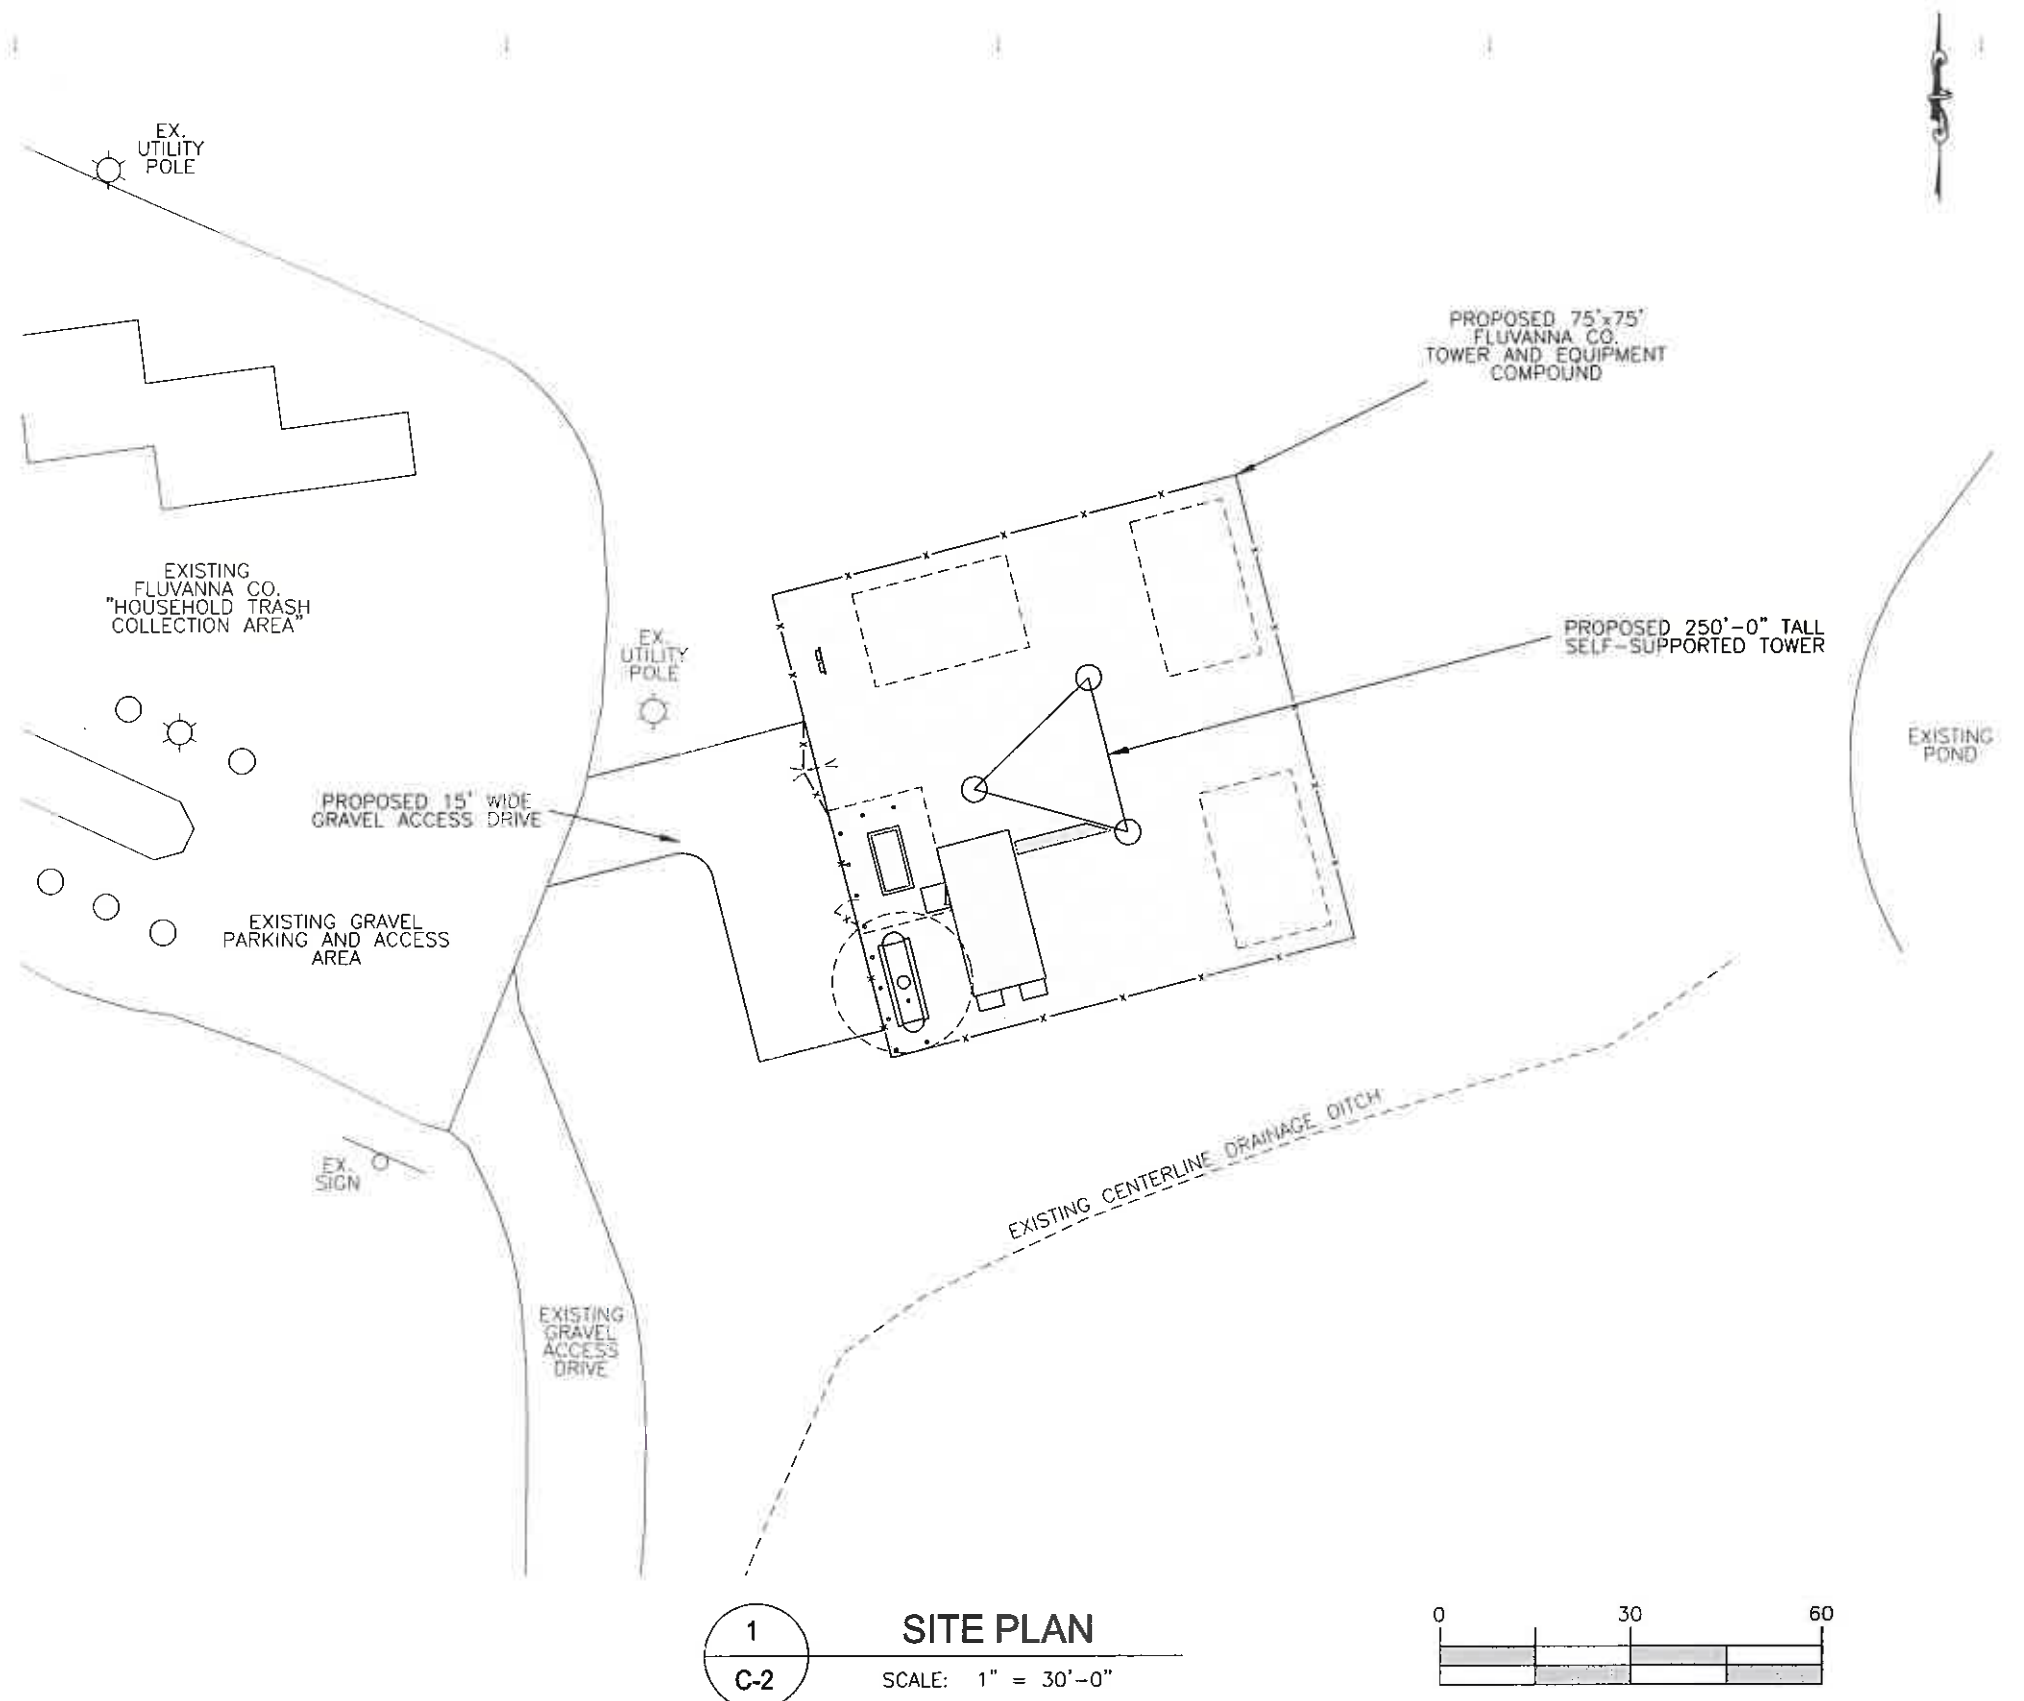 EX.
UTILITY
POLE
PROPOSED 75'x75'
FLUVANNA CO.
TOWER AND EQUIPMENT
COMPOUND
EXISTING
FLUVANNA CO.
"HOUSEHOLD TRASH
COLLECTION AREA"
EX.
UTILITY
POLE
PROPOSED 250'-0" TALL
SELF-SUPPORTED TOWER
EXISTING
POND
PROPOSED 15' WIDE
GRAVEL ACCESS DRIVE
EXISTING GRAVEL
PARKING AND ACCESS
AREA
EX.
SIGN
EXISTING CENTERLINE DRAINAGE DITCH
EXISTING
GRAVEL
ACCESS
DRIVE
1
C-2
SITE PLAN
SCALE: 1" = 30'-0"
0 30 60